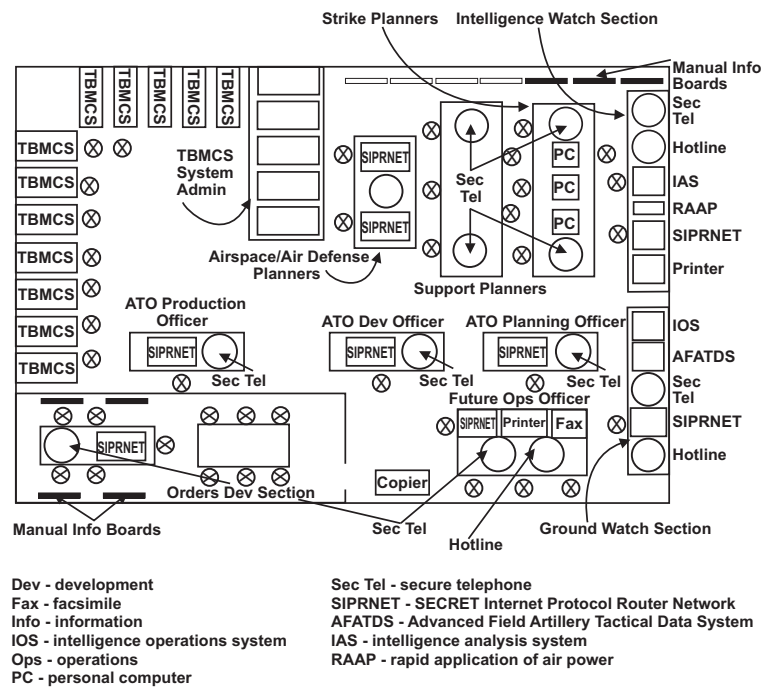 Strike Planners
Intelligence Watch Section
Manual Info
Boards
TBMCS
TBMCS
TBMCS
TBMCS
TBMCS
Sec
Tel
Hotline
IAS
RAAP
SIPRNET
Printer
TBMCS
TBMCS
TBMCS
TBMCS
TBMCS
TBMCS
TBMCS
TBMCS
System
Admin
SIPRNET
SIPRNET
Sec
Tel
PC
PC
PC
Airspace/Air Defense
Planners
Support Planners
ATO Production
Officer
SIPRNET
Sec Tel
ATO Dev Officer
SIPRNET
Sec Tel
ATO Planning Officer
SIPRNET
Sec Tel
IOS
AFATDS
Sec
Tel
SIPRNET
Hotline
Future Ops Officer
SIPRNET
Printer
Fax
SIPRNET
Orders Dev Section
Copier
Manual Info Boards
Sec Tel
Hotline
Ground Watch Section
Dev - development
Fax - facsimile
Info - information
IOS - intelligence operations system
Ops - operations
PC - personal computer
Sec Tel - secure telephone
SIPRNET - SECRET Internet Protocol Router Network
AFATDS - Advanced Field Artillery Tactical Data System
IAS - intelligence analysis system
RAAP - rapid application of air power